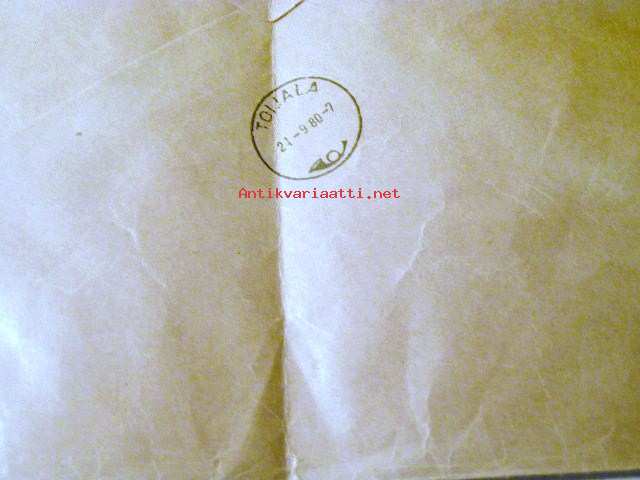 TOIJALA
21-9 80-7
Antikvariaatti.net